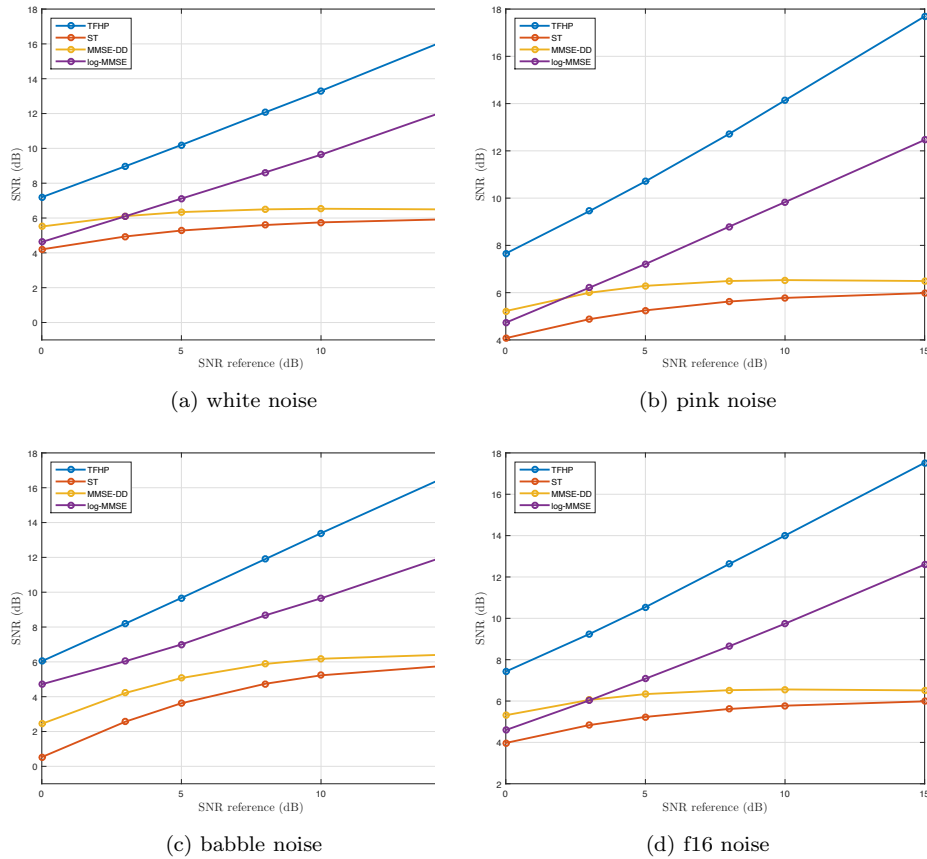 18
16
14
12
10
8
6
4
2
0
SNR (dB)
TFHP
ST
MMSE-DD
log-MMSE
0
5
10
SNR reference (dB)
(a) white noise
18
16
14
12
10
8
6
4
SNR (dB)
TFHP
ST
MMSE-DD
log-MMSE
0
5
10
15
SNR reference (dB)
(b) pink noise
18
16
14
12
10
8
6
4
2
0
SNR (dB)
TFHP
ST
MMSE-DD
log-MMSE
0
5
10
SNR reference (dB)
(c) babble noise
18
16
14
12
10
8
6
4
2
SNR (dB)
TFHP
ST
MMSE-DD
log-MMSE
0
5
10
15
SNR reference (dB)
(d) f16 noise